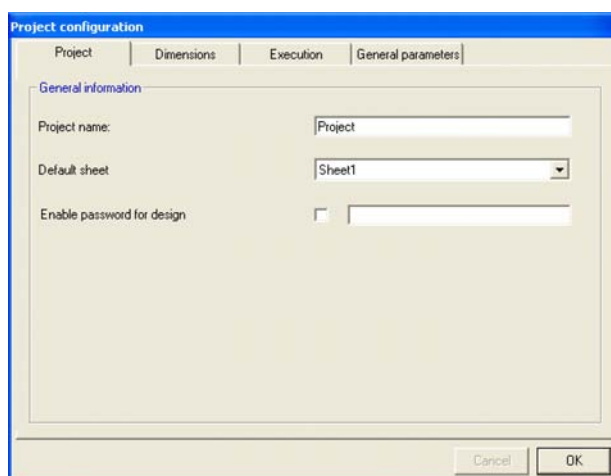 Project configuration
Project Dimensions Execution General parameters
General information
Project name: Project
Default sheet Sheet1
Enable password for design
Cancel OK